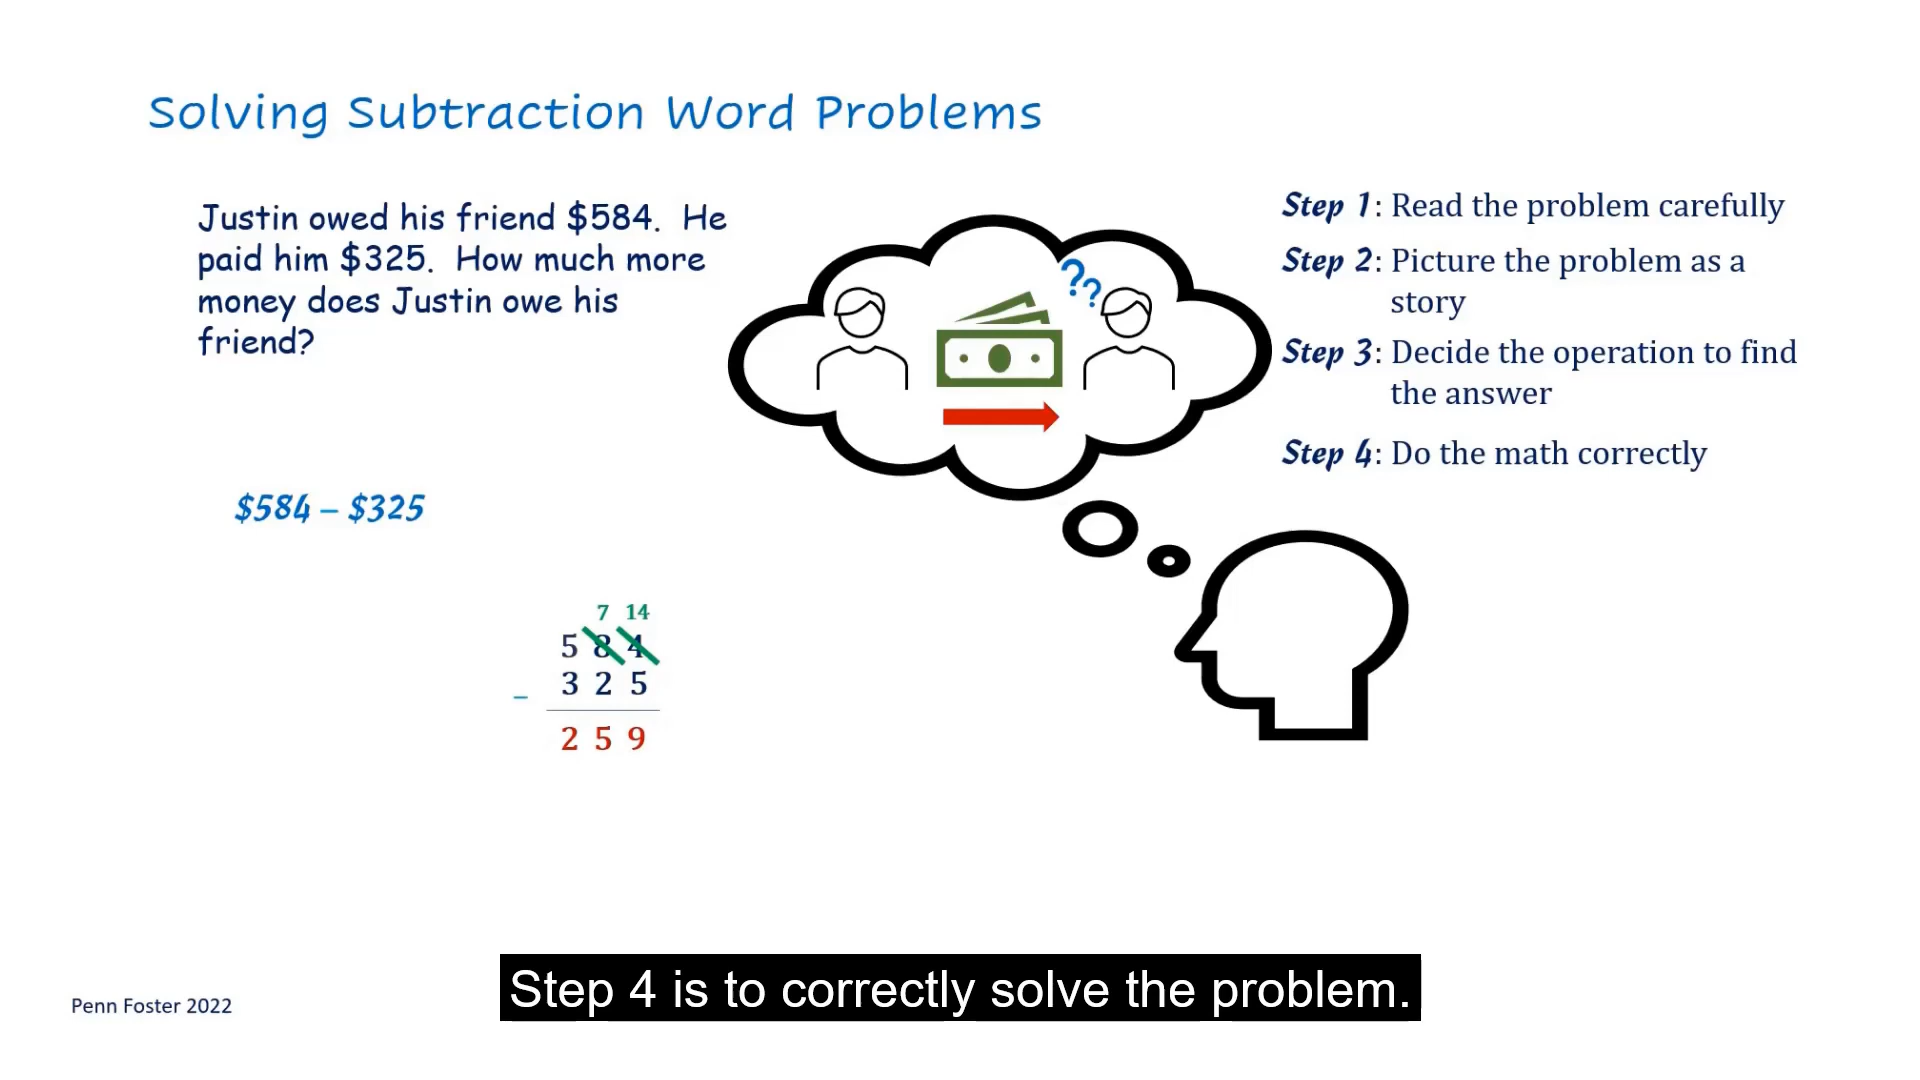 Solving Subtraction Word Problems
Justin owed his friend $584. He
paid him $325. How much more
money does Justin owe his
friend?
??
Step 1: Read the problem carefully
Step 2: Picture the problem as a
story
Step 3: Decide the operation to find
the answer
Step 4: Do the math correctly
$584 – $325
7 14
5 8 4
– 3 2 5
2 5 9
Step 4 is to correctly solve the problem.
Penn Foster 2022